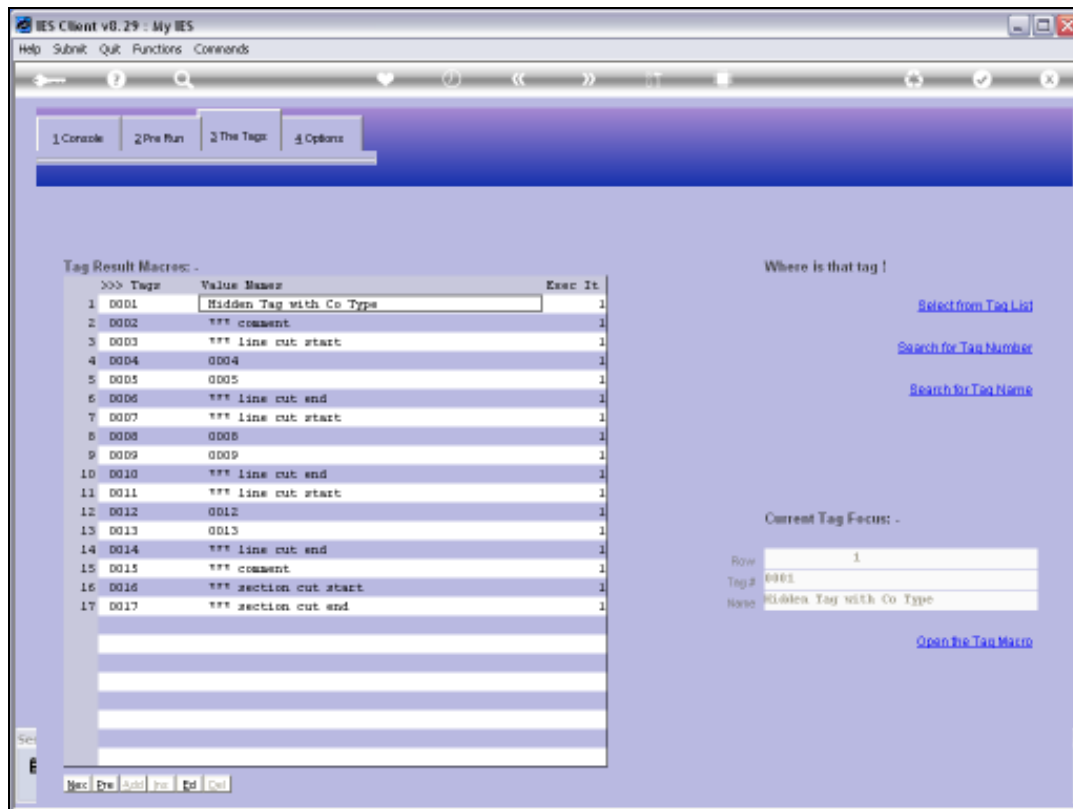 IES Client v8.29 : My IES
Help Submit Quit Functions Commands
1 Console 2 Pre Run 3 The Tags 4 Options
Tag Result Macros: -
>>> Tags Value Names Exec It
1 0001 Hidden Tag with Co Type 1
2 0002 *** comment 1
3 0003 *** line cut start 1
4 0004 0004 1
5 0005 0005 1
6 0006 *** line cut end 1
7 0007 *** line cut start 1
8 0008 0008 1
9 0009 0009 1
10 0010 *** line cut end 1
11 0011 *** line cut start 1
12 0012 0012 1
13 0013 0013 1
14 0014 *** line cut end 1
15 0015 *** comment 1
16 0016 *** section cut start 1
17 0017 *** section cut end 1
Where is that tag !
Select from Tag List
Search for Tag Number
Search for Tag Name
Current Tag Focus: -
Row 1
Tag # 0001
Name Hidden Tag with Co Type
Open the Tag Macro
Nex Pre Add Ins Ed Del